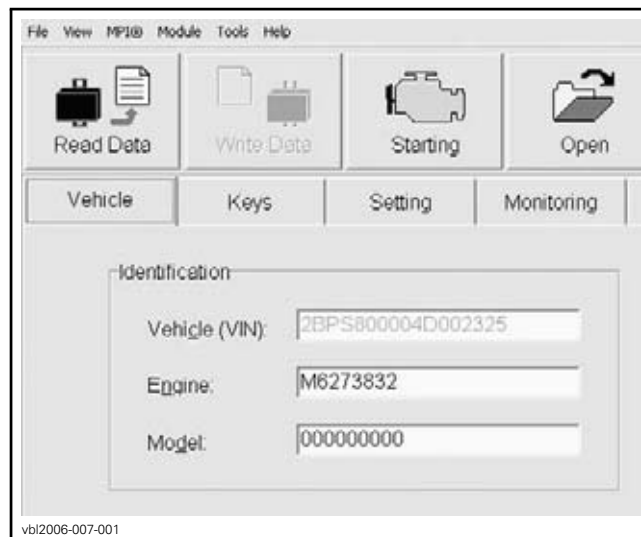 File View MPI® Module Tools Help
Read Data Write Data Starting Open
Vehicle Keys Setting Monitoring
Identification
Vehicle (VIN): 2BPS800004D002325
Engine: M6273832
Model: 000000000
vbl2006-007-001